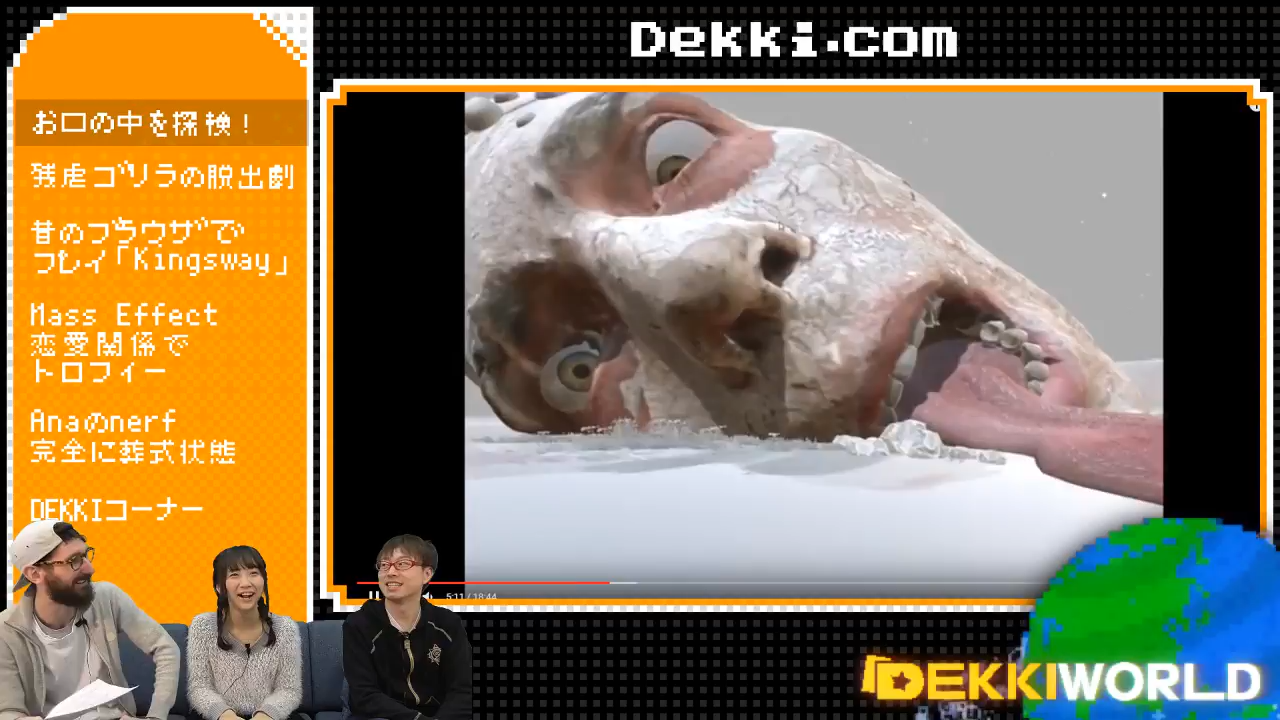 Dekki.com
お口の中を探検！
残虐ゴリラの脱出劇
昔のブラウザで
プレイ「Kingsway」
Mass Effect
恋愛関係で
トロフィー
Anaのnerf
完全に葬式状態
DEKKIコーナー
5:11 / 18:44
DEKKIWORLD